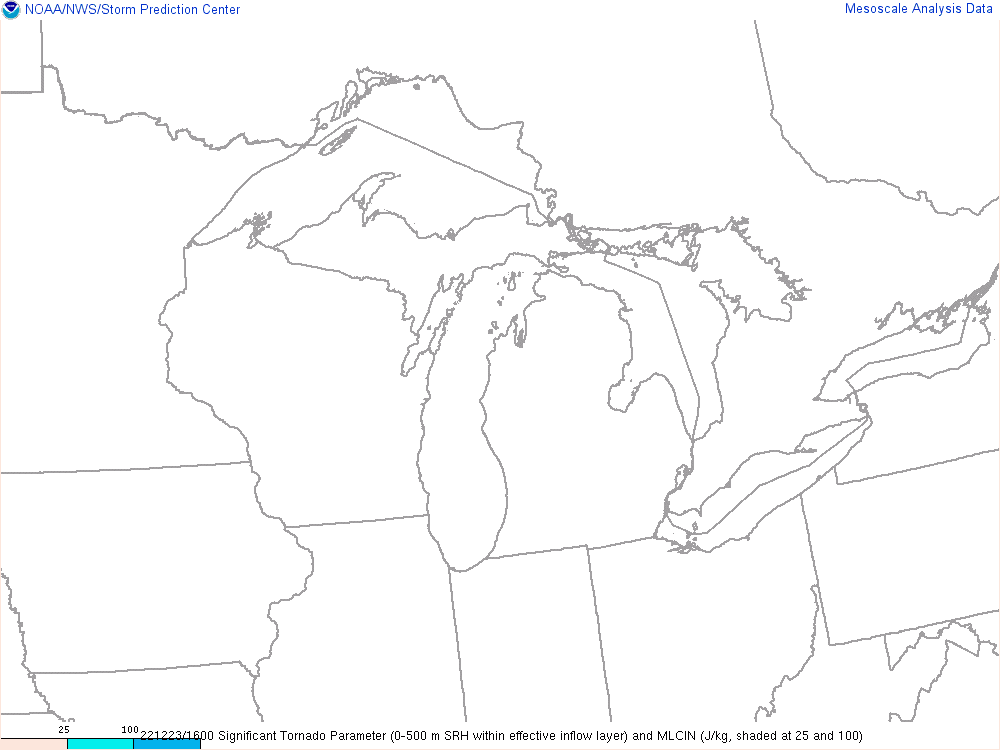 NOAA/NWS/Storm Prediction Center
Mesoscale Analysis Data
25 100
221223/1600 Significant Tornado Parameter (0-500 m SRH within effective inflow layer) and MLCIN (J/kg, shaded at 25 and 100)